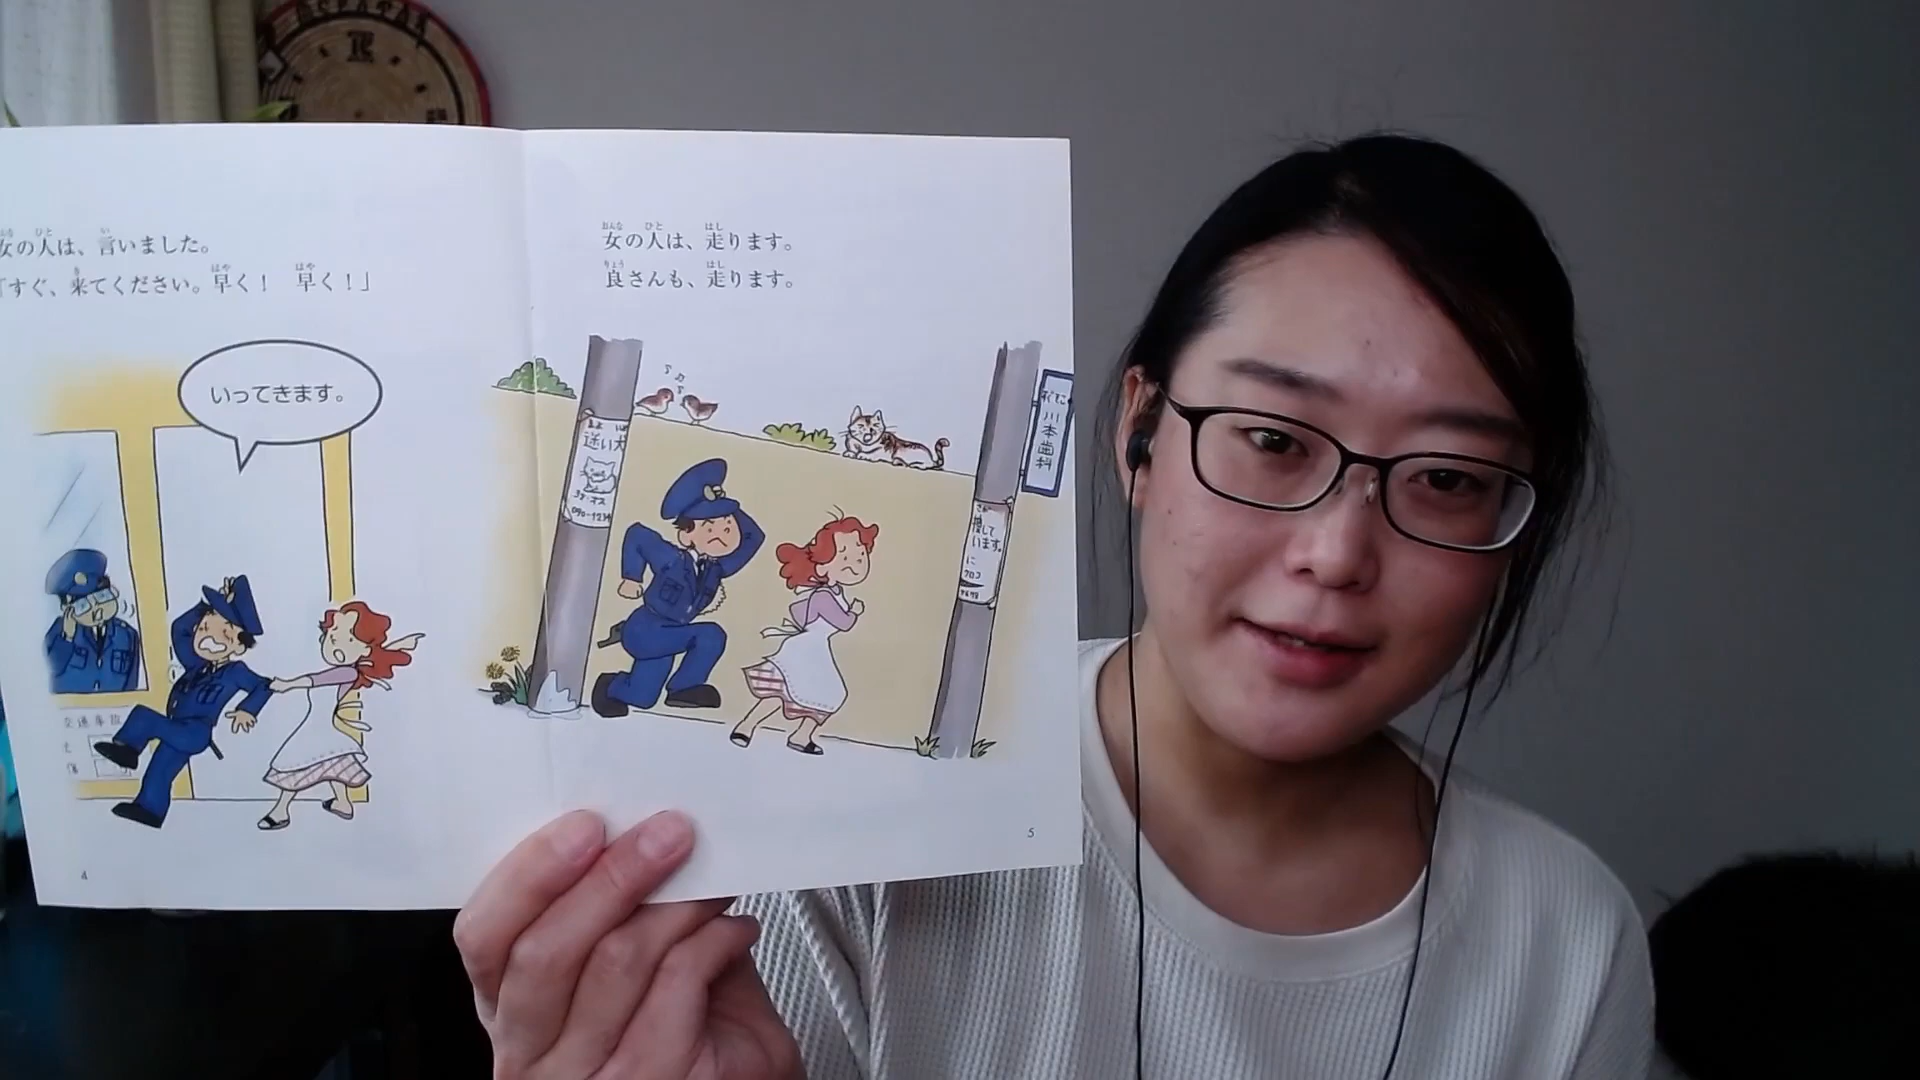 女の人は、言いました。
「すぐ、来てください。早く！　早く！」
いってきます。
交通事故
4
女の人は、走ります。
良さんも、走ります。
迷い犬
090-1234
川本歯科
捜して
います。
5